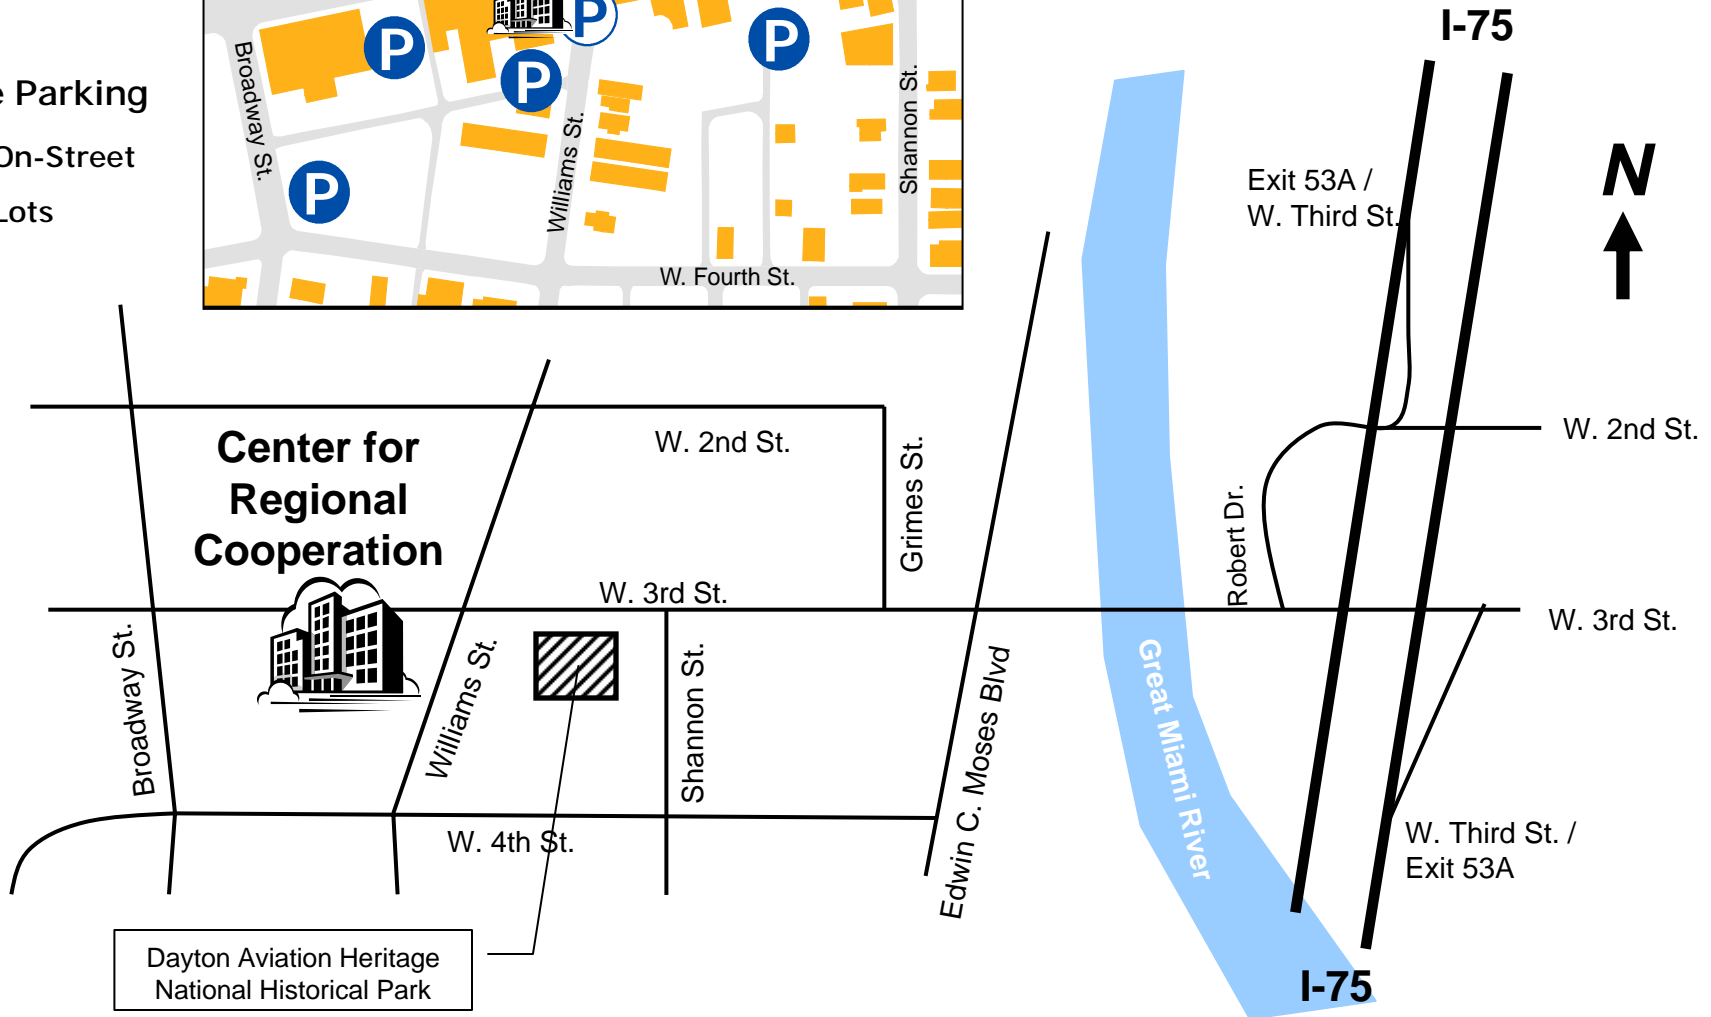 I-75
P
P
P
P
P
Broadway St.
Williams St.
Shannon St.
W. Fourth St.
Parking
On-Street
Lots
Exit 53A /
W. Third St.
N
W. 2nd St.
W. 2nd St.
Center for
Regional
Cooperation
Grimes St.
Robert Dr.
W. 3rd St.
W. 3rd St.
Broadway St.
Williams St.
Shannon St.
Edwin C. Moses Blvd
Great Miami River
W. 4th St.
W. Third St. /
Exit 53A
Dayton Aviation Heritage
National Historical Park
I-75